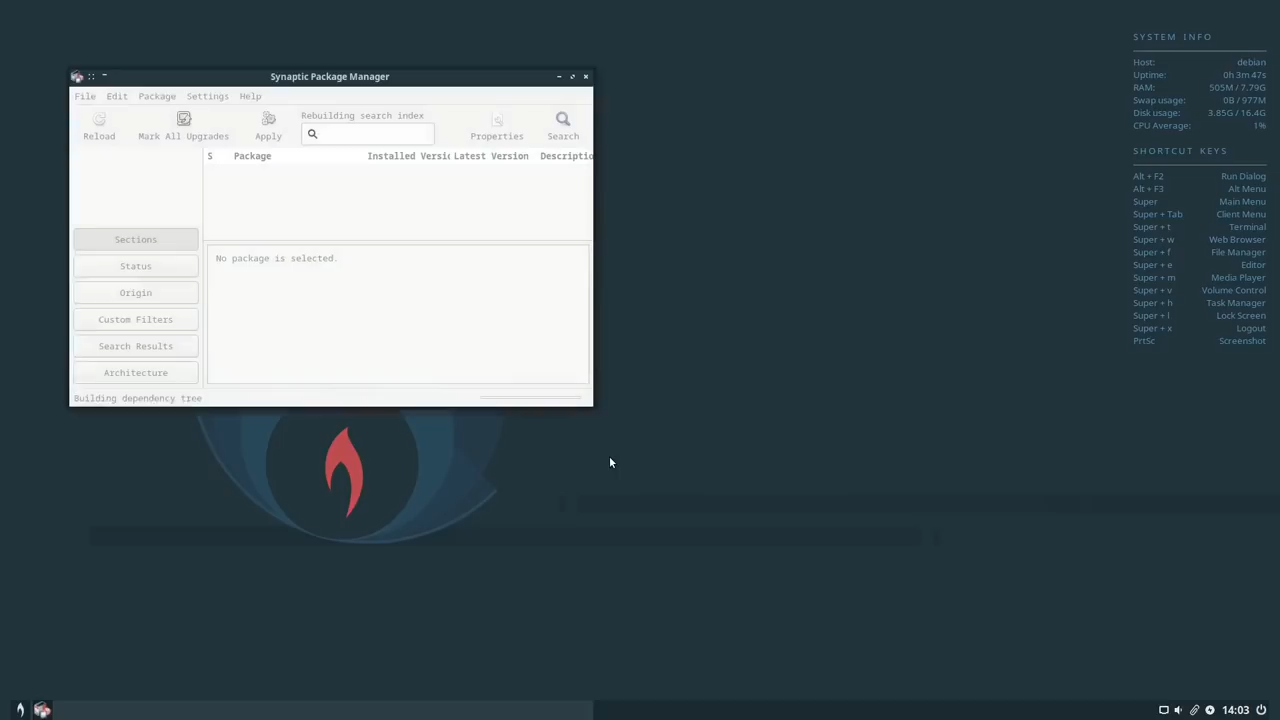 Synaptic Package Manager
File Edit Package Settings Help
Rebuilding search index
Reload Mark All Upgrades Apply Properties Search
S Package Installed Versic Latest Version Descriptio
Sections
No package is selected.
Status
Origin
Custom Filters
Search Results
Architecture
Building dependency tree
SYSTEM INFO
Host: debian
Uptime: 0h 3m 47s
RAM: 505M / 7.79G
Swap usage: 0B / 977M
Disk usage: 3.85G / 16.4G
CPU Average: 1%
SHORTCUT KEYS
Alt + F2 Run Dialog
Alt + F3 Alt Menu
Super Main Menu
Super + Tab Client Menu
Super + t Terminal
Super + w Web Browser
Super + f File Manager
Super + e Editor
Super + m Media Player
Super + v Volume Control
Super + h Task Manager
Super + l Lock Screen
Super + x Logout
PrtSc Screenshot
14:03